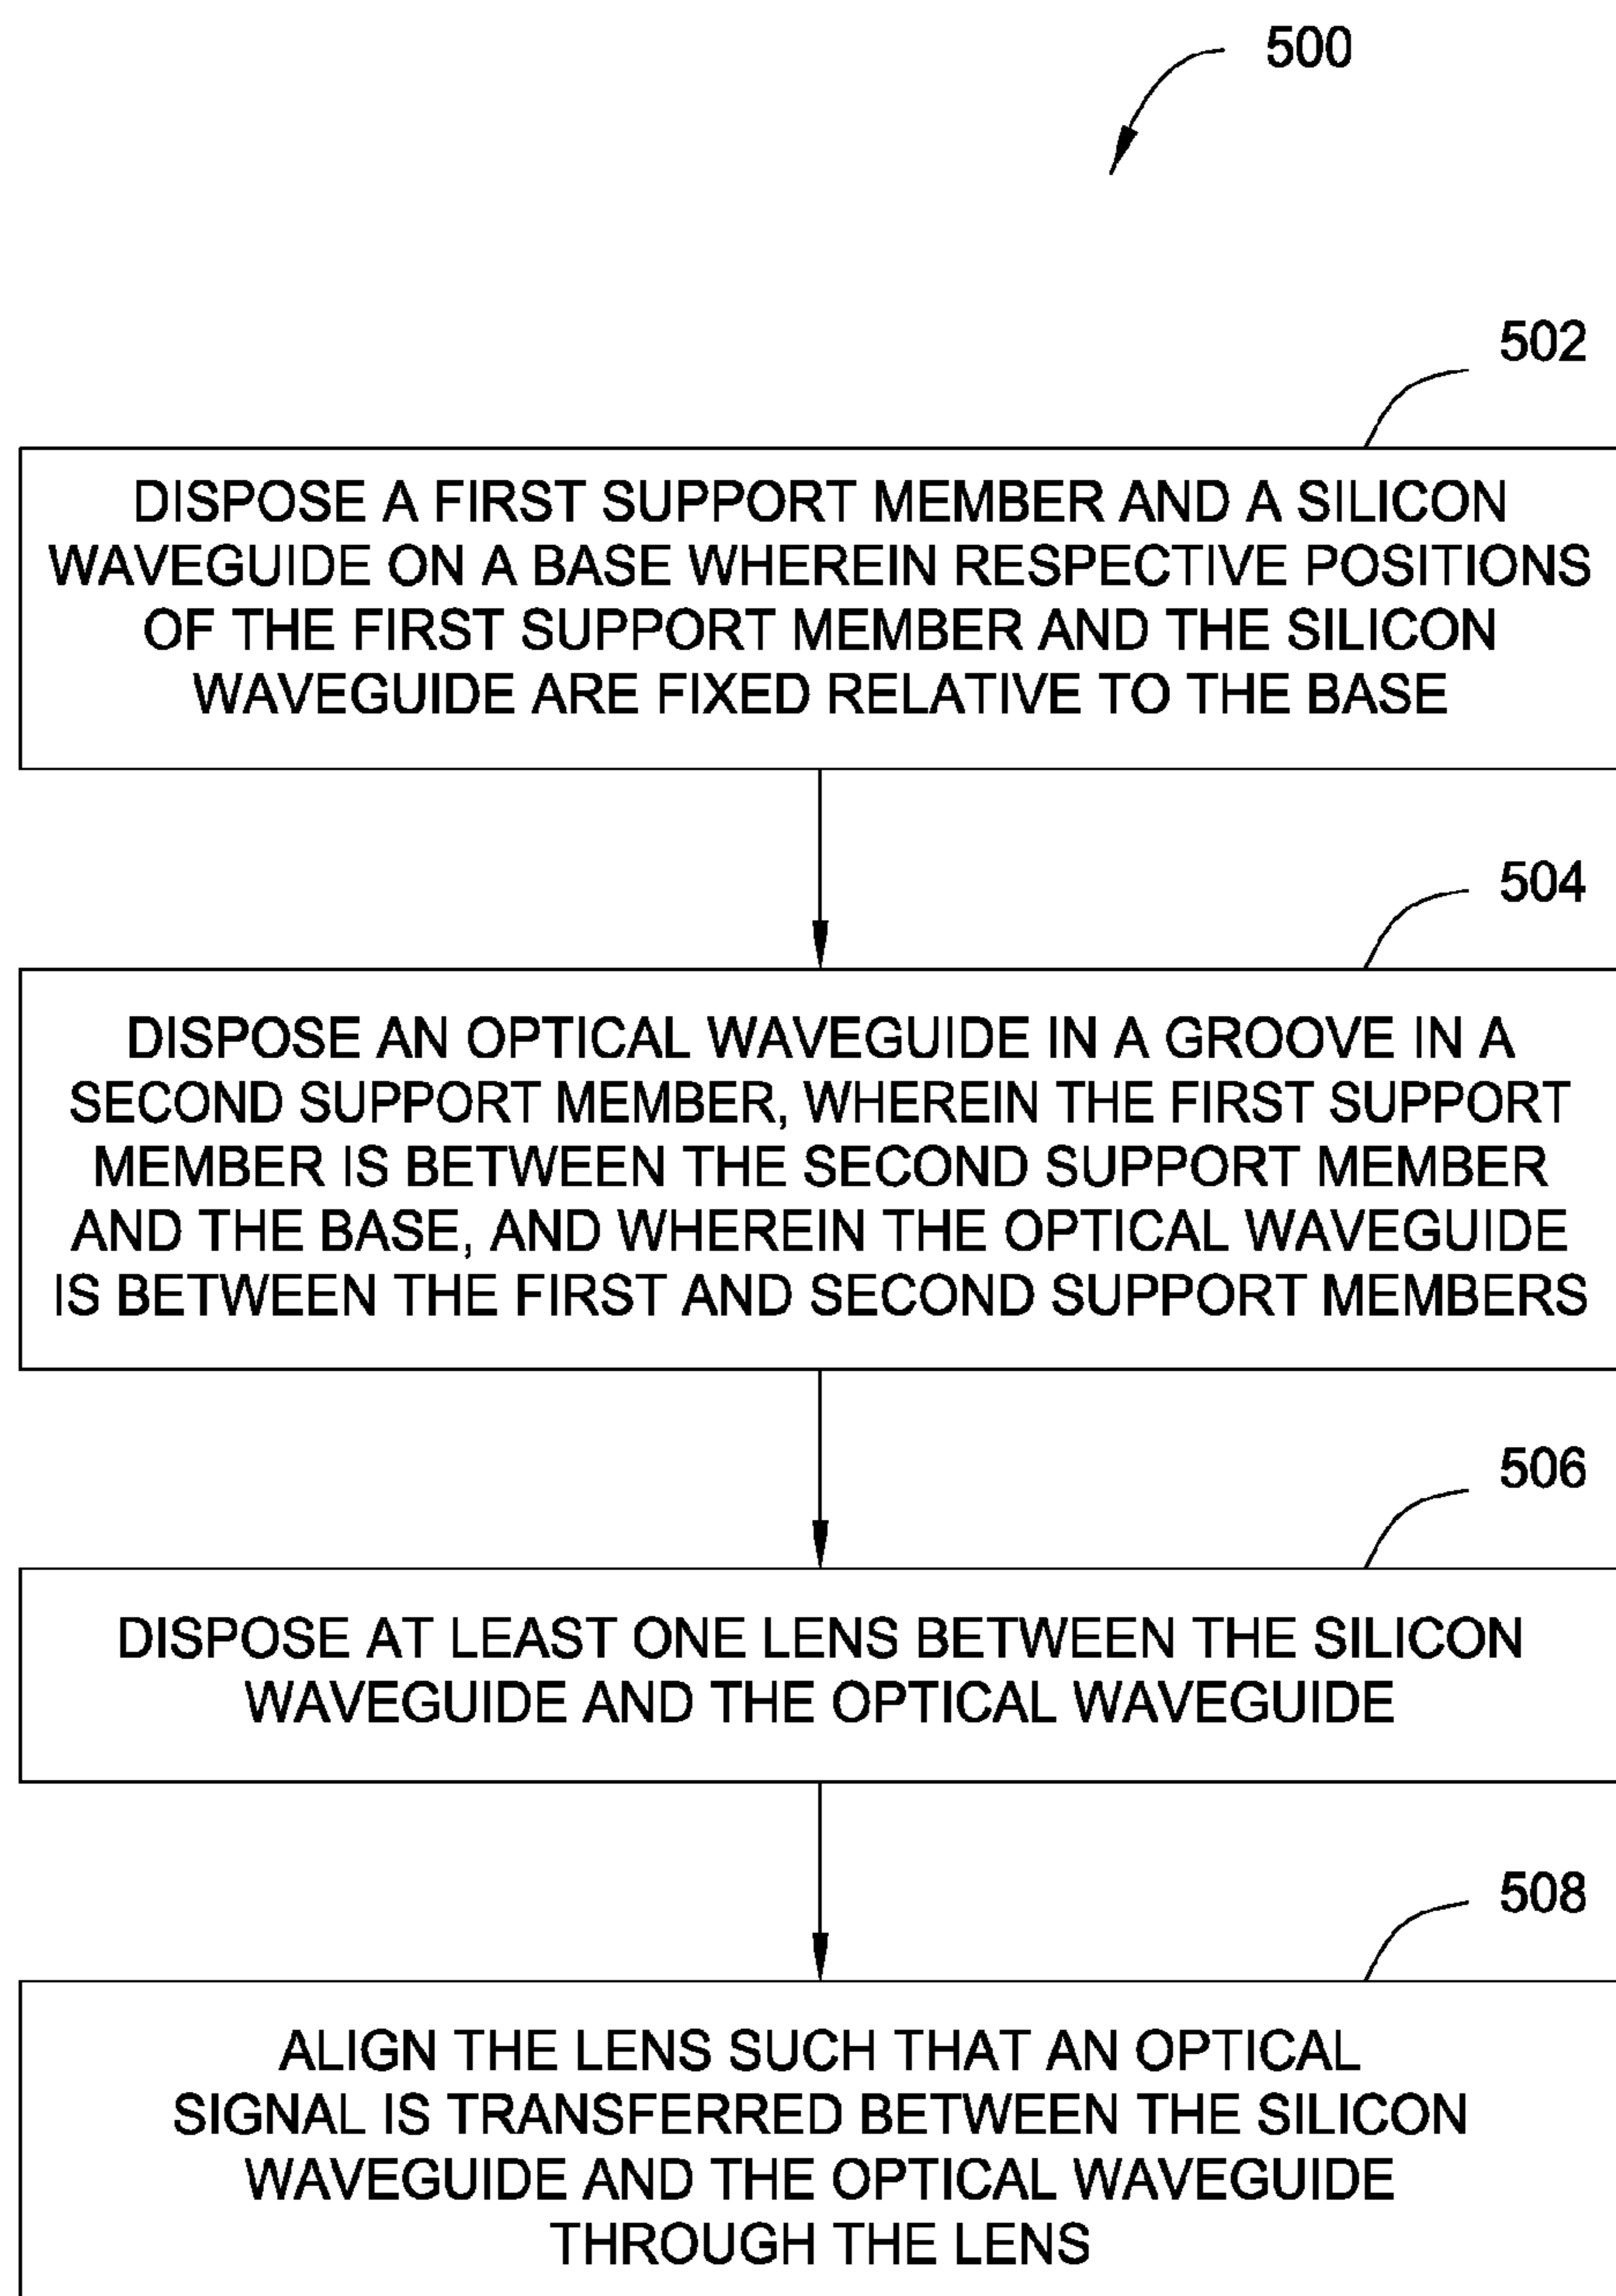 500
502
DISPOSE A FIRST SUPPORT MEMBER AND A SILICON
WAVEGUIDE ON A BASE WHEREIN RESPECTIVE POSITIONS
OF THE FIRST SUPPORT MEMBER AND THE SILICON
WAVEGUIDE ARE FIXED RELATIVE TO THE BASE
504
DISPOSE AN OPTICAL WAVEGUIDE IN A GROOVE IN A
SECOND SUPPORT MEMBER, WHEREIN THE FIRST SUPPORT
MEMBER IS BETWEEN THE SECOND SUPPORT MEMBER
AND THE BASE, AND WHEREIN THE OPTICAL WAVEGUIDE
IS BETWEEN THE FIRST AND SECOND SUPPORT MEMBERS
506
DISPOSE AT LEAST ONE LENS BETWEEN THE SILICON
WAVEGUIDE AND THE OPTICAL WAVEGUIDE
508
ALIGN THE LENS SUCH THAT AN OPTICAL
SIGNAL IS TRANSFERRED BETWEEN THE SILICON
WAVEGUIDE AND THE OPTICAL WAVEGUIDE
THROUGH THE LENS